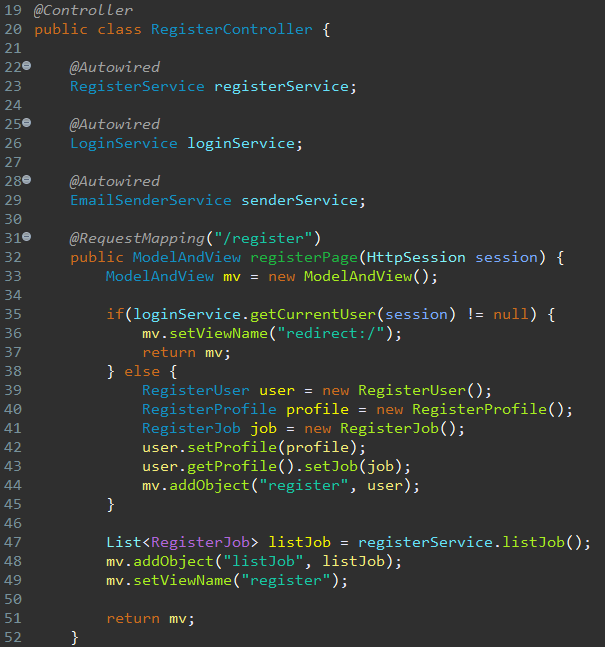 19 @Controller
20 public class RegisterController {
21
22 @Autowired
23 RegisterService registerService;
24
25 @Autowired
26 LoginService loginService;
27
28 @Autowired
29 EmailSenderService senderService;
30
31 @RequestMapping("/register")
32 public ModelAndView registerPage(HttpSession session) {
33 ModelAndView mv = new ModelAndView();
34
35 if(loginService.getCurrentUser(session) != null) {
36 mv.setViewName("redirect:/");
37 return mv;
38 } else {
39 RegisterUser user = new RegisterUser();
40 RegisterProfile profile = new RegisterProfile();
41 RegisterJob job = new RegisterJob();
42 user.setProfile(profile);
43 user.getProfile().setJob(job);
44 mv.addObject("register", user);
45 }
46
47 List<RegisterJob> listJob = registerService.listJob();
48 mv.addObject("listJob", listJob);
49 mv.setViewName("register");
50
51 return mv;
52 }